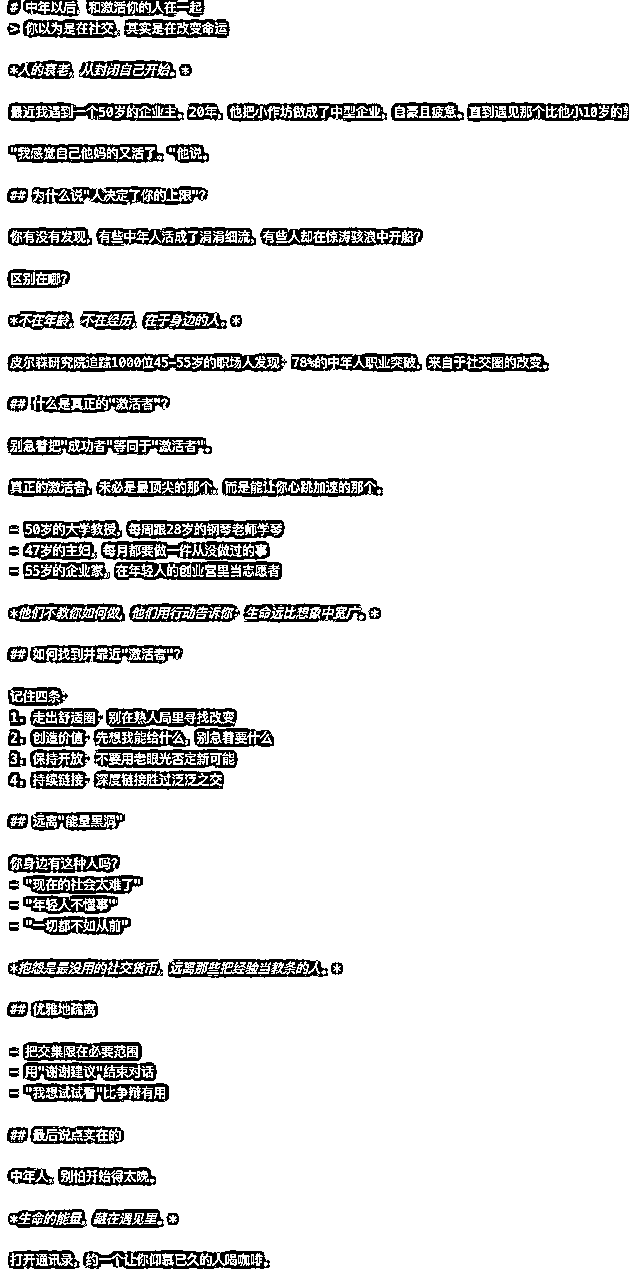 # 中年以后，和激活你的人在一起
> 你以为是在社交，其实是在改变命运
*人的衰老，从封闭自己开始。*
最近我遇到一个50岁的企业主。20年，他把小作坊做成了中型企业，自豪且疲惫。直到遇见那个比他小10岁的
"我感觉自己他妈的又活了。"他说。
## 为什么说"人决定了你的上限"？
你有没有发现，有些中年人活成了涓涓细流，有些人却在惊涛骇浪中开船？
区别在哪？
*不在年龄，不在经历，在于身边的人。*
皮尔森研究院追踪1000位45-55岁的职场人发现：78%的中年人职业突破，来自于社交圈的改变。
## 什么是真正的"激活者"？
别急着把"成功者"等同于"激活者"。
真正的激活者，未必是最顶尖的那个，而是能让你心跳加速的那个。
- 50岁的大学教授，每周跟28岁的钢琴老师学琴
- 47岁的主妇，每月都要做一件从没做过的事
- 55岁的企业家，在年轻人的创业营里当志愿者
*他们不教你如何做，他们用行动告诉你：生命远比想象中宽广。*
## 如何找到并靠近"激活者"？
记住四条：
1. 走出舒适圈：别在熟人局里寻找改变
2. 创造价值：先想我能给什么，别急着要什么
3. 保持开放：不要用老眼光否定新可能
4. 持续链接：深度链接胜过泛泛之交
## 远离"能量黑洞"
你身边有这种人吗？
- "现在的社会太难了"
- "年轻人不懂事"
- "一切都不如从前"
*抱怨是最没用的社交货币，远离那些把经验当教条的人。*
## 优雅地疏离
- 把交集限在必要范围
- 用"谢谢建议"结束对话
- "我想试试看"比争辩有用
## 最后说点实在的
中年人，别怕开始得太晚。
*生命的能量，藏在遇见里。*
打开通讯录，约一个让你仰慕已久的人喝咖啡。